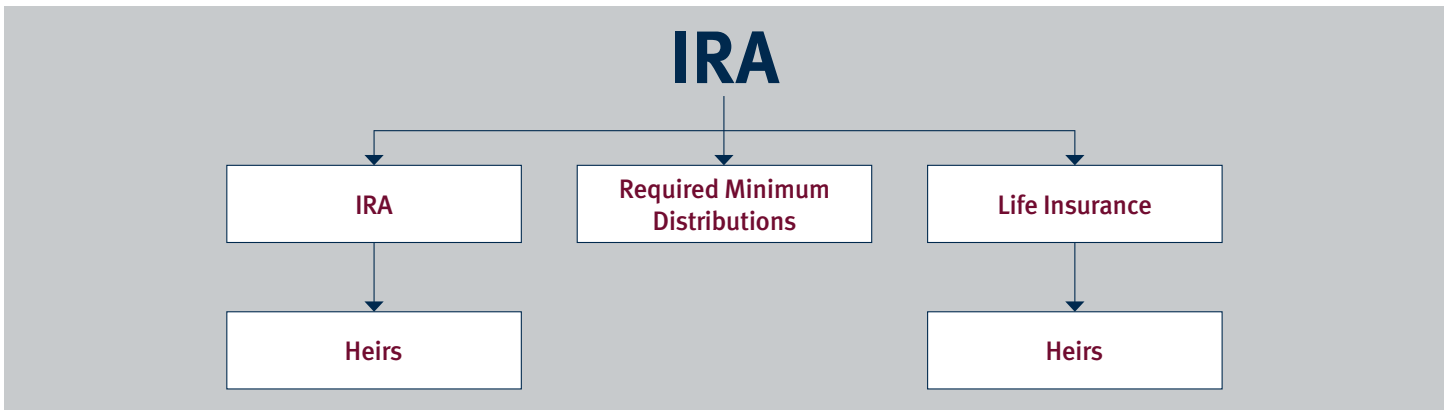 IRA
IRA
Required Minimum
Distributions
Life Insurance
Heirs
Heirs